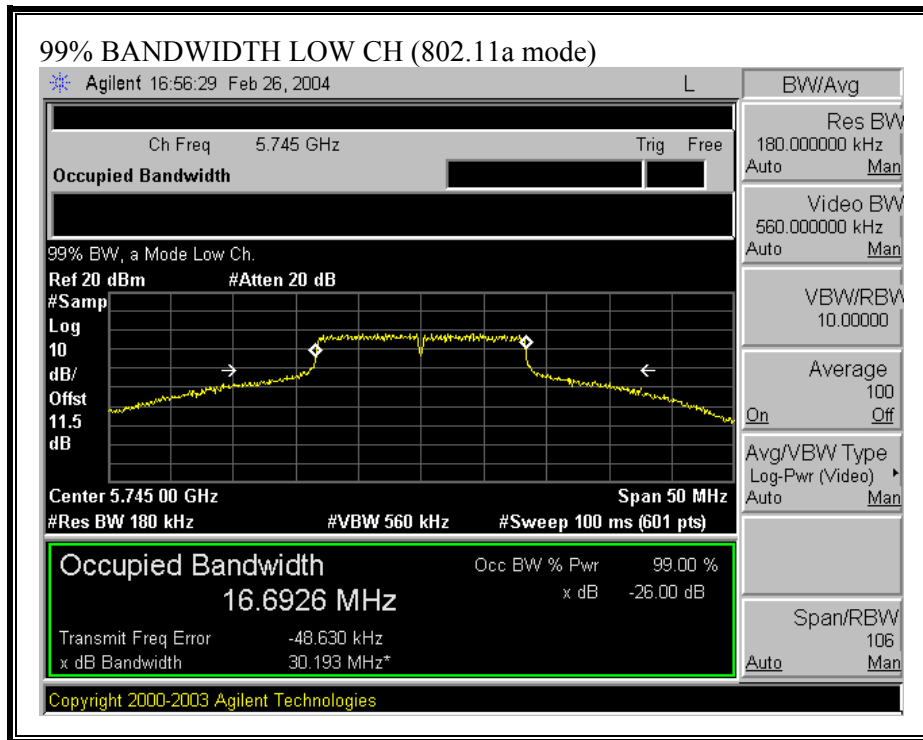 99% BANDWIDTH LOW CH (802.11a mode)
Agilent 16:56:29 Feb 26, 2004 L
Ch Freq 5.745 GHz Trig Free
Occupied Bandwidth
99% BW, a Mode Low Ch.
Ref 20 dBm #Atten 20 dB
#Samp
Log
10
dB/
Offst
11.5
dB
Center 5.745 00 GHz Span 50 MHz
#Res BW 180 kHz #VBW 560 kHz #Sweep 100 ms (601 pts)
Occupied Bandwidth
16.6926 MHz
Occ BW % Pwr 99.00 %
x dB -26.00 dB
Transmit Freq Error -48.630 kHz
x dB Bandwidth 30.193 MHz*
Copyright 2000-2003 Agilent Technologies
BW/Avg
Res BW
180.000000 kHz
Auto Man
Video BW
560.000000 kHz
Auto Man
VBW/RBW
10.00000
Average
100
On Off
Avg/VBW Type
Log-Pwr (Video)
Auto Man
Span/RBW
106
Auto Man